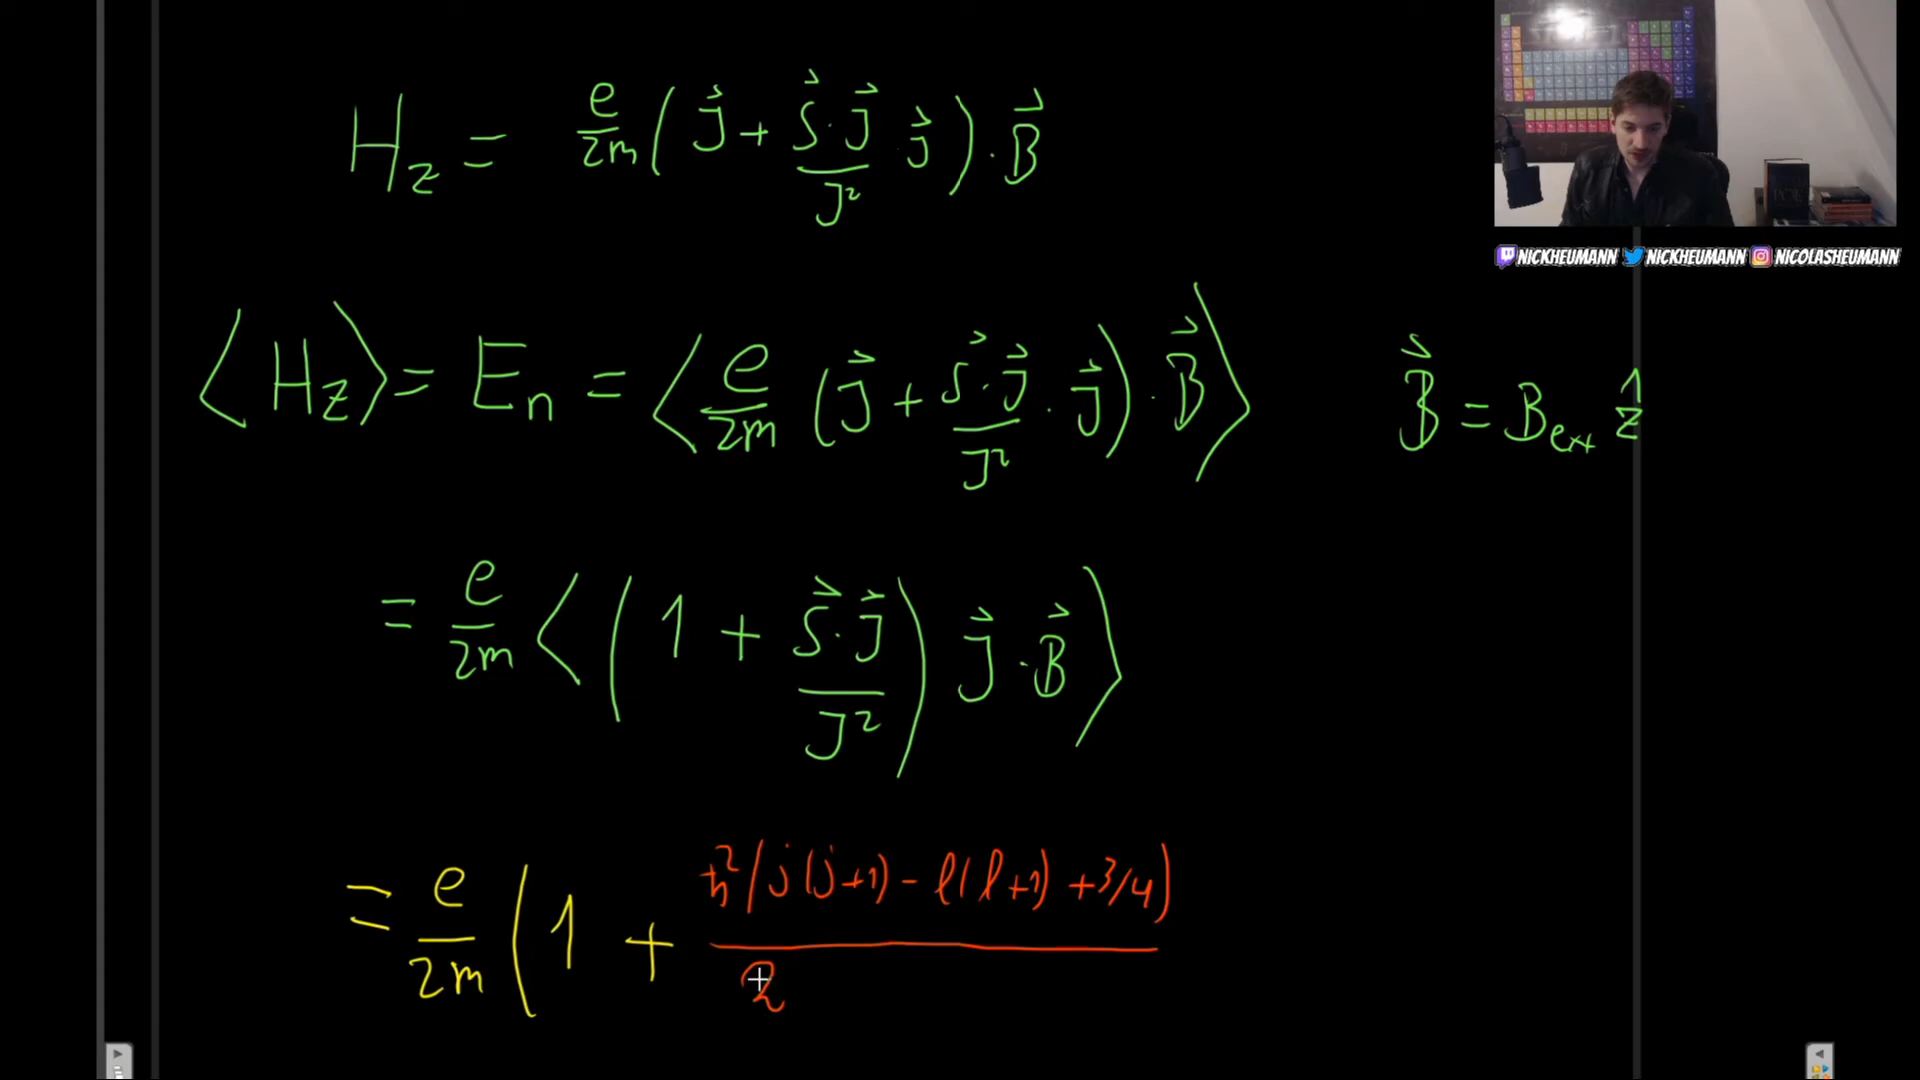 H_z = e/2m (J⃗ + S⃗·J⃗/J² J⃗)·B⃗
NICKHEUMANN NICKHEUMANN NICOLASHEUMANN
⟨H_z⟩ = E_n = ⟨e/2m (J⃗ + S⃗·J⃗/J² · J⃗)·B⃗⟩ B⃗ = B_ext ẑ
= e/2m ⟨(1 + S⃗·J⃗/J²) J⃗·B⃗⟩
= e/2m (1 + ħ²(j(j+1) - l(l+1) + 3/4)/2